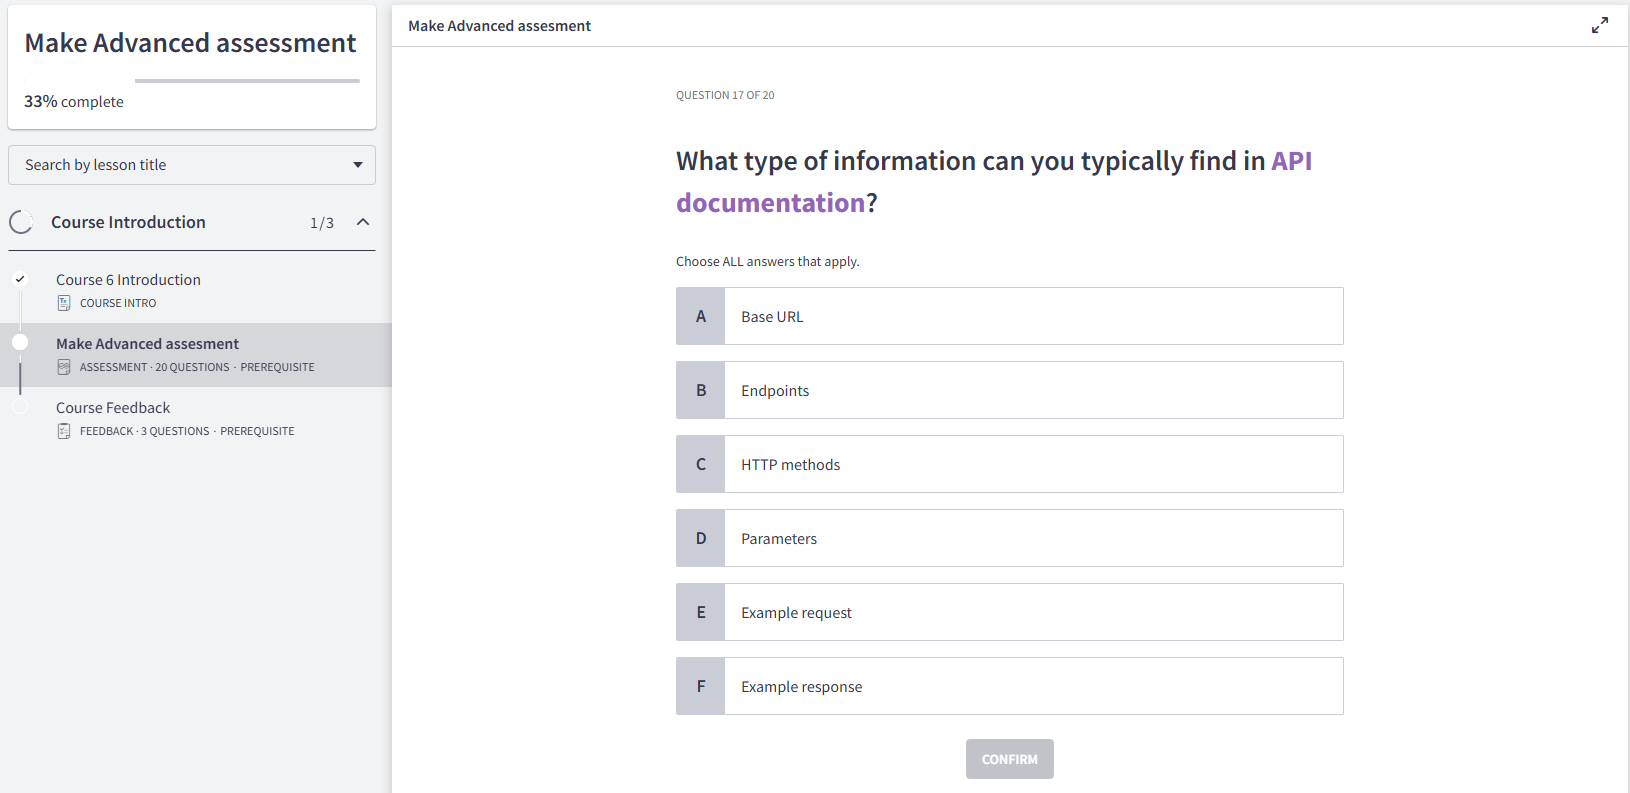 Make Advanced assessment
33% complete
Search by lesson title
Course Introduction 1/3
Course 6 Introduction
COURSE INTRO
Make Advanced assesment
ASSESSMENT · 20 QUESTIONS · PREREQUISITE
Course Feedback
FEEDBACK · 3 QUESTIONS · PREREQUISITE
Make Advanced assesment
QUESTION 17 OF 20
What type of information can you typically find in API
documentation?
Choose ALL answers that apply.
A Base URL
B Endpoints
C HTTP methods
D Parameters
E Example request
F Example response
CONFIRM